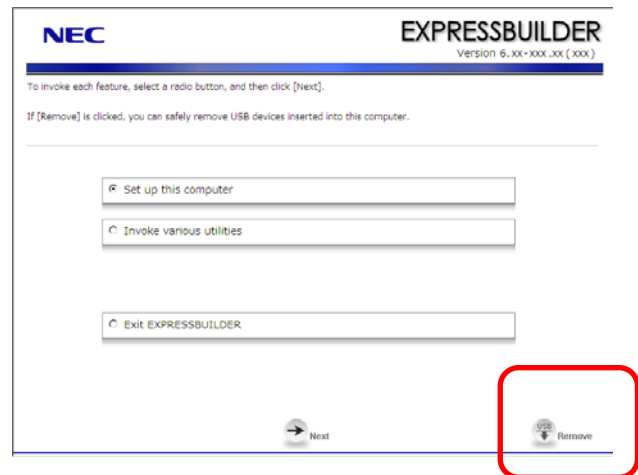 NEC
EXPRESSBUILDER
Version 6.xx-xxx.xx (xxx)
To invoke each feature, select a radio button, and then click [Next].
If [Remove] is clicked, you can safely remove USB devices inserted into this computer.
Set up this computer
Invoke various utilities
Exit EXPRESSBUILDER
Next
USB
Remove